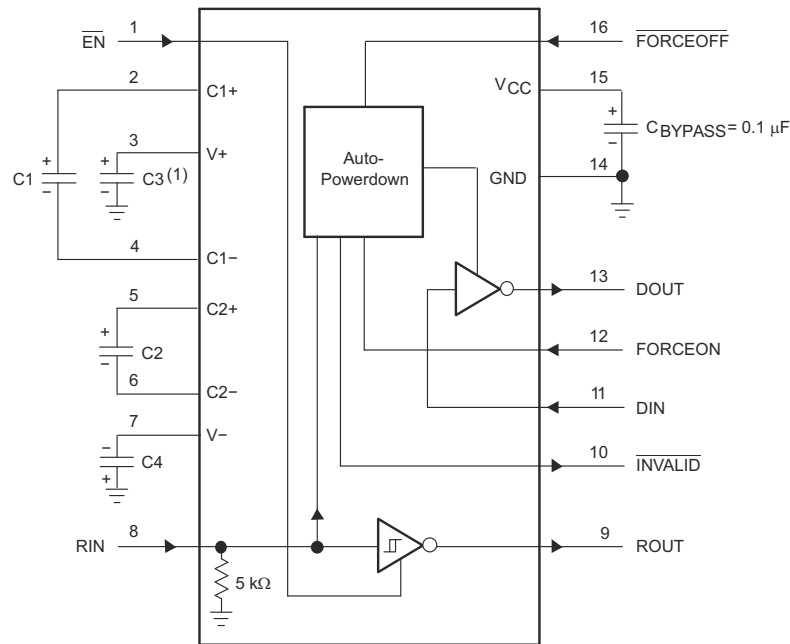 1
EN
16
FORCEOFF
2
C1+
15
VCC
+
−
CBYPASS = 0.1 μF
3
V+
+
−
C1
+
−
C3(1)
Auto-
Powerdown
14
GND
4
C1−
5
C2+
13
DOUT
+
−
C2
12
FORCEON
6
C2−
11
DIN
7
V−
−
+
C4
10
INVALID
8
RIN
9
ROUT
5 kΩ